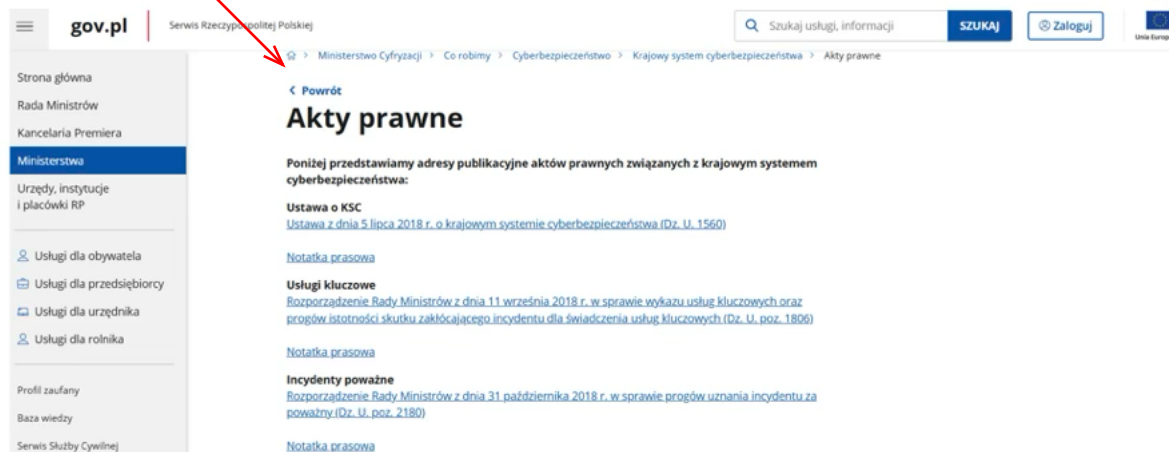 gov.pl
Serwis Rzeczypospolitej Polskiej
Szukaj usługi, informacji
SZUKAJ
Zaloguj
Unia Europ
Ministerstwo Cyfryzacji > Co robimy > Cyberbezpieczeństwo > Krajowy system cyberbezpieczeństwa > Akty prawne
Strona główna
Rada Ministrów
Kancelaria Premiera
Ministerstwa
Urzędy, instytucje
i placówki RP
Usługi dla obywatela
Usługi dla przedsiębiorcy
Usługi dla urzędnika
Usługi dla rolnika
Profil zaufany
Baza wiedzy
Serwis Służby Cywilnej
Powrót
Akty prawne
Poniżej przedstawiamy adresy publikacyjne aktów prawnych związanych z krajowym systemem
cyberbezpieczeństwa:
Ustawa o KSC
Ustawa z dnia 5 lipca 2018 r. o krajowym systemie cyberbezpieczeństwa (Dz. U. 1560)
Notatka prasowa
Usługi kluczowe
Rozporządzenie Rady Ministrów z dnia 11 września 2018 r. w sprawie wykazu usług kluczowych oraz
progów istotności skutku zakłócającego incydentu dla świadczenia usług kluczowych (Dz. U. poz. 1806)
Notatka prasowa
Incydenty poważne
Rozporządzenie Rady Ministrów z dnia 31 października 2018 r. w sprawie progów uznania incydentu za
poważny (Dz. U. poz. 2180)
Notatka prasowa